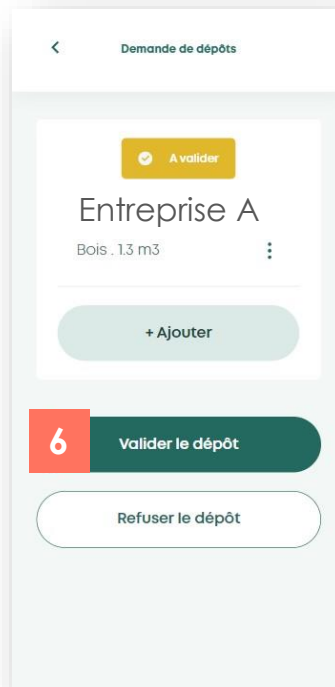 Demande de dépôts
A valider
Entreprise A
Bois . 1.3 m3
+ Ajouter
6
Valider le dépôt
Refuser le dépôt